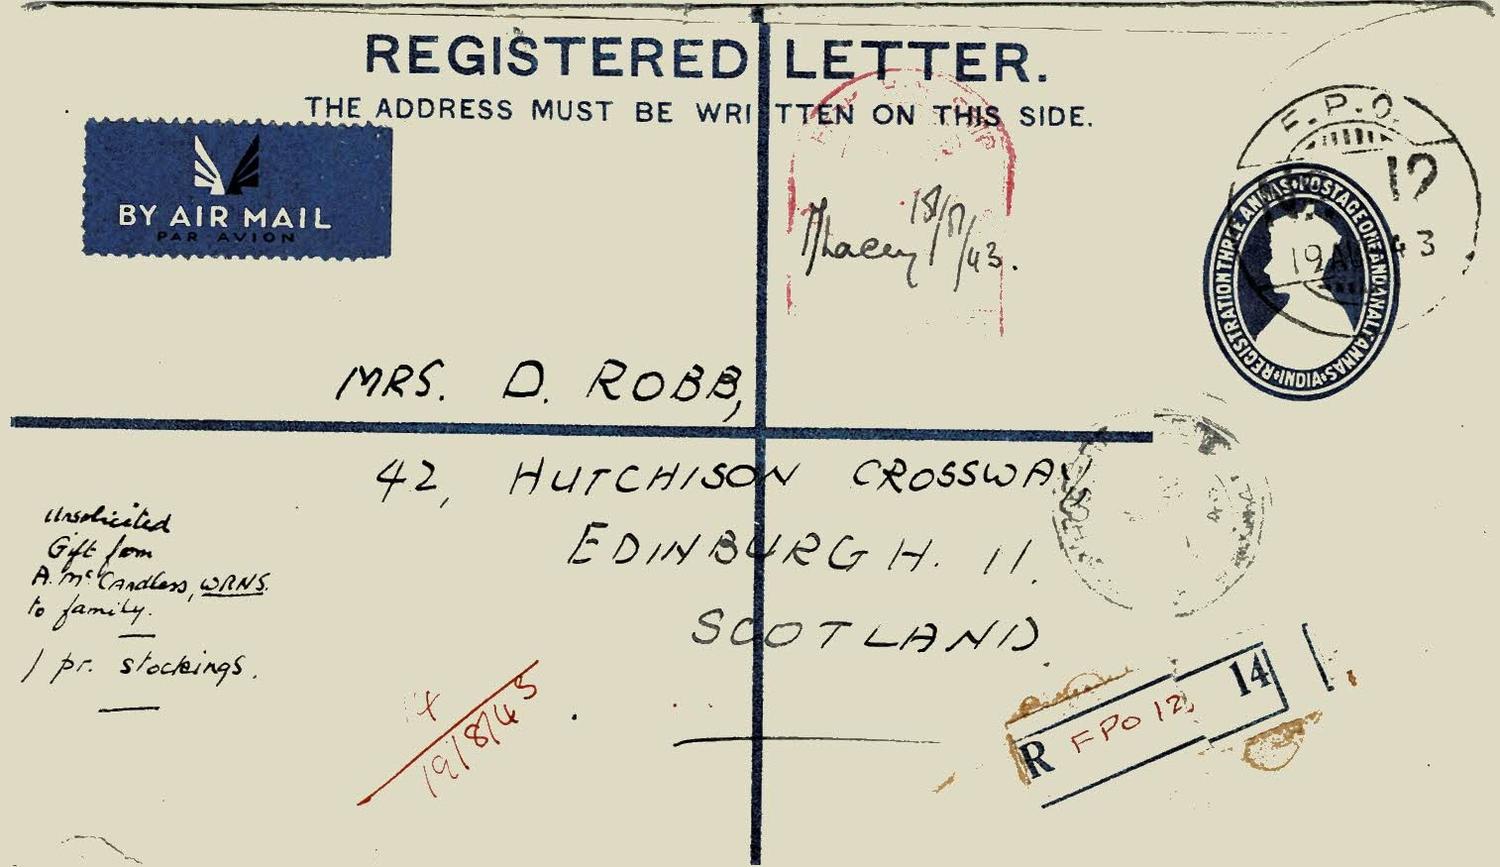 REGISTERED LETTER.
THE ADDRESS MUST BE WRITTEN ON THIS SIDE.
BY AIR MAIL
PAR AVION
18/8/43.
F.P.O.
12
19 AU 43
REGISTRATION THREE ANNAS · POSTAGE ONE AND A HALF ANNAS · INDIA
MRS. D. ROBB,
42, HUTCHISON CROSSWAY
EDINBURGH. 11.
SCOTLAND.
Unsolicited
Gift from
A. McCandless, WRNS.
to family.
1 pr. stockings.
14
19/8/43
R FPO 12, 14